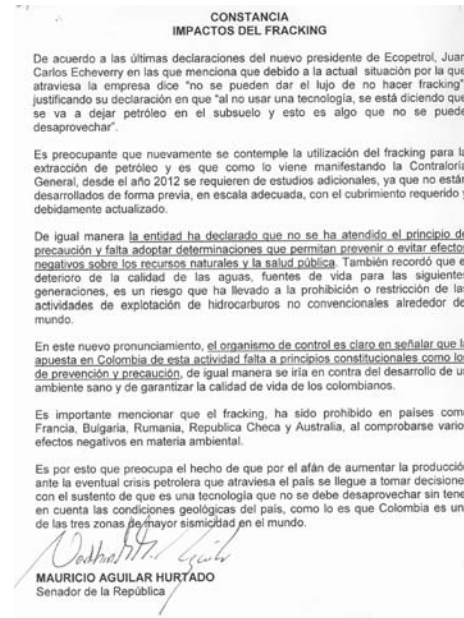 CONSTANCIA
IMPACTOS DEL FRACKING
De acuerdo a las últimas declaraciones del nuevo presidente de Ecopetrol, Juan
Carlos Echeverry en las que menciona que debido a la actual situación por la que
atraviesa la empresa dice "no se pueden dar el lujo de no hacer fracking"
justificando su declaración en que "al no usar una tecnología, se está diciendo que
se va a dejar petróleo en el subsuelo y esto es algo que no se puede
desaprovechar".
Es preocupante que nuevamente se contemple la utilización del fracking para la
extracción de petróleo y es que como lo viene manifestando la Contraloría
General, desde el año 2012 se requieren de estudios adicionales, ya que no están
desarrollados de forma previa, en escala adecuada, con el cubrimiento requerido y
debidamente actualizado.
De igual manera la entidad ha declarado que no se ha atendido el principio de
precaución y falta adoptar determinaciones que permitan prevenir o evitar efectos
negativos sobre los recursos naturales y la salud pública. También recordó que e
deterioro de la calidad de las aguas, fuentes de vida para las siguientes
generaciones, es un riesgo que ha llevado a la prohibición o restricción de las
actividades de explotación de hidrocarburos no convencionales alrededor de
mundo.
En este nuevo pronunciamiento, el organismo de control es claro en señalar que l
apuesta en Colombia de esta actividad falta a principios constitucionales como lo
de prevención y precaución, de igual manera se iría en contra del desarrollo de u
ambiente sano y de garantizar la calidad de vida de los colombianos.
Es importante mencionar que el fracking, ha sido prohibido en países com
Francia, Bulgaria, Rumania, Republica Checa y Australia, al comprobarse vario
efectos negativos en materia ambiental.
Es por esto que preocupa el hecho de que por el afán de aumentar la producció
ante la eventual crisis petrolera que atraviesa el país se llegue a tomar decisione
con el sustento de que es una tecnología que no se debe desaprovechar sin tene
en cuenta las condiciones geológicas del país, como lo es que Colombia es un
de las tres zonas de mayor sismicidad en el mundo.
MAURICIO AGUILAR HURTADO
Senador de la República